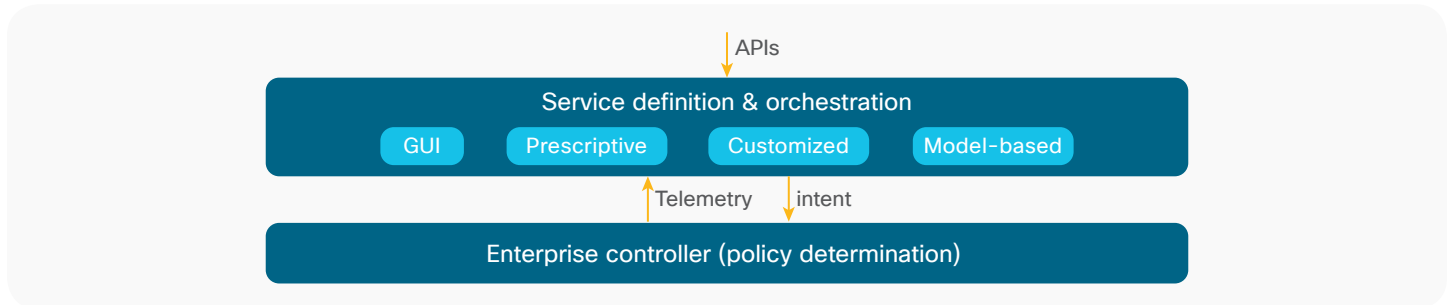 APIs
Service definition & orchestration
GUI Prescriptive Customized Model-based
Telemetry intent
Enterprise controller (policy determination)